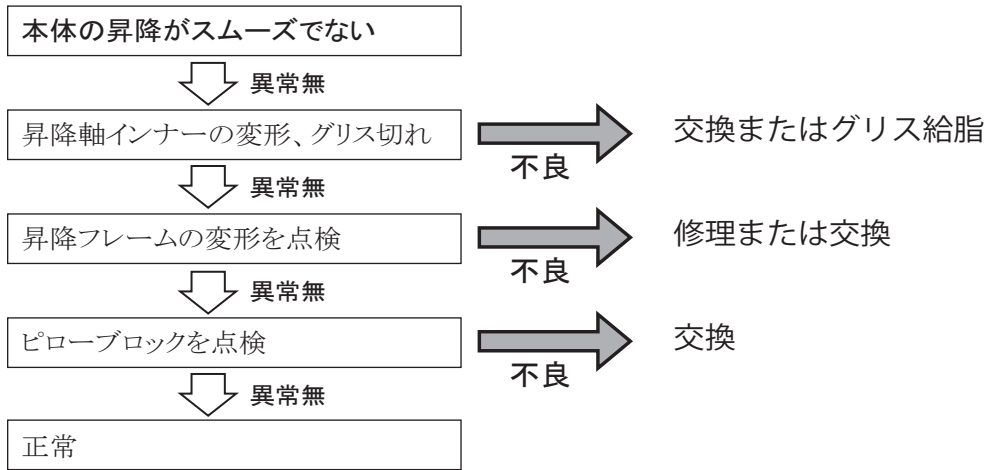 本体の昇降がスムーズでない
異常無
昇降軸インナーの変形、グリス切れ
不良
交換またはグリス給脂
異常無
昇降フレームの変形を点検
不良
修理または交換
異常無
ピローブロックを点検
不良
交換
異常無
正常